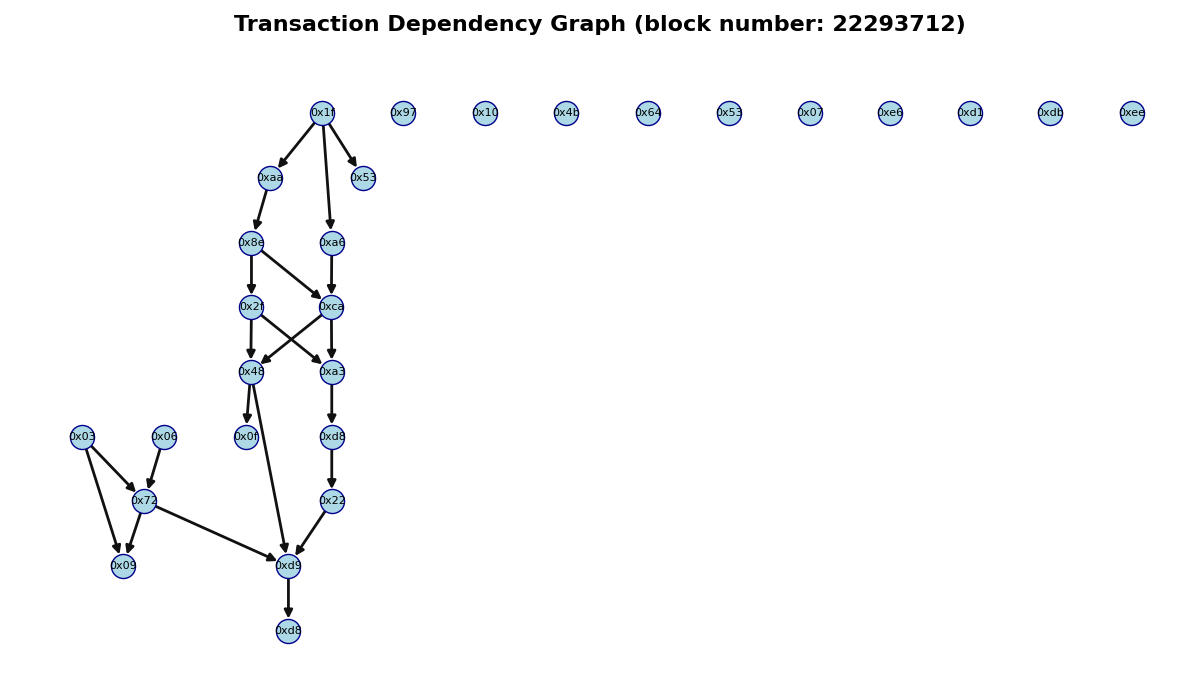 Transaction Dependency Graph (block number: 22293712)
0x1f 0x97 0x10 0x4b 0x64 0x53 0x07 0xe6 0xd1 0xdb 0xee
0xaa 0x53
0x8e 0xa6
0x2f 0xca
0x48 0xa3
0x03 0x06 0x0f 0xd8
0x72 0x22
0x09 0xd9
0xd8